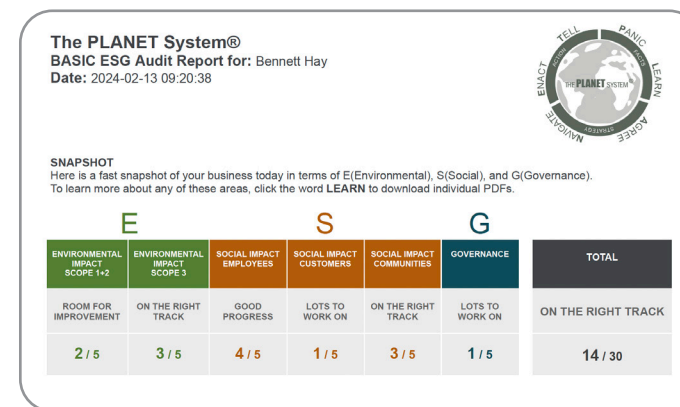 The PLANET System®
BASIC ESG Audit Report for: Bennett Hay
Date: 2024-02-13 09:20:38
TELL
PANIC
LEARN
AGREE
NAVIGATE
ENACT
ACTION
FACTS
STRATEGY
THE PLANET SYSTEM
SNAPSHOT
Here is a fast snapshot of your business today in terms of E(Environmental), S(Social), and G(Governance).
To learn more about any of these areas, click the word LEARN to download individual PDFs.
E S G
ENVIRONMENTAL IMPACT SCOPE 1+2
ENVIRONMENTAL IMPACT SCOPE 3
SOCIAL IMPACT EMPLOYEES
SOCIAL IMPACT CUSTOMERS
SOCIAL IMPACT COMMUNITIES
GOVERNANCE
TOTAL
ROOM FOR IMPROVEMENT
ON THE RIGHT TRACK
GOOD PROGRESS
LOTS TO WORK ON
ON THE RIGHT TRACK
LOTS TO WORK ON
ON THE RIGHT TRACK
2 / 5
3 / 5
4 / 5
1 / 5
3 / 5
1 / 5
14 / 30